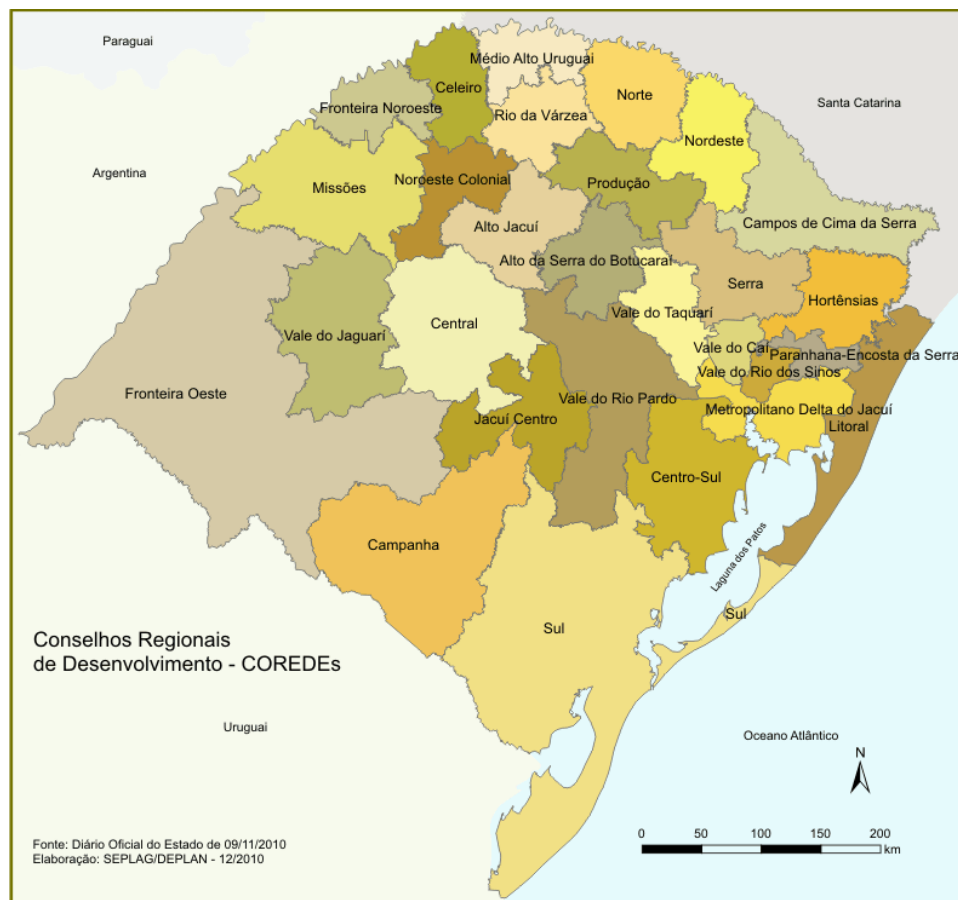 Paraguai
Médio Alto Uruguai
Celeiro
Norte
Santa Catarina
Fronteira Noroeste
Rio da Várzea
Nordeste
Argentina
Missões
Noroeste Colonial
Produção
Alto Jacuí
Campos de Cima da Serra
Alto da Serra do Botucaraí
Serra
Hortênsias
Vale do Taquarí
Central
Vale do Jaguarí
Vale do Caí
Paranhana-Encosta da Serra
Vale do Rio dos Sinos
Fronteira Oeste
Vale do Rio Pardo
Metropolitano Delta do Jacuí
Jacuí Centro
Litoral
Centro-Sul
Campanha
Laguna dos Patos
Sul
Sul
Conselhos Regionais
de Desenvolvimento - COREDEs
Uruguai
Oceano Atlântico
N
Fonte: Diário Oficial do Estado de 09/11/2010
Elaboração: SEPLAG/DEPLAN - 12/2010
0 50 100 150 200
km